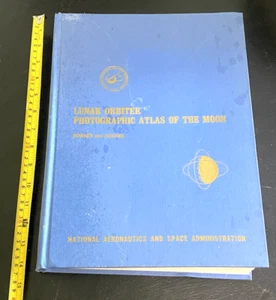 LUNAR ORBITER
PHOTOGRAPHIC ATLAS OF THE MOON
NATIONAL AERONAUTICS AND SPACE ADMINISTRATION